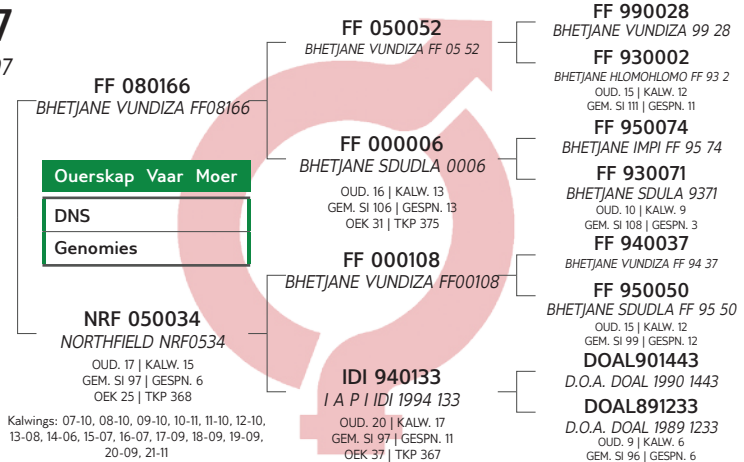 7
97
FF 080166
BHETJANE VUNDIZA FF08166
Ouerskap Vaar Moer
DNS
Genomies
NRF 050034
NORTHFIELD NRF0534
OUD. 17 | KALW. 15
GEM. SI 97 | GESPN. 6
OEK 25 | TKP 368
Kalwings: 07-10, 08-10, 09-10, 10-11, 11-10, 12-10,
13-08, 14-06, 15-07, 16-07, 17-09, 18-09, 19-09,
20-09, 21-11
FF 050052
BHETJANE VUNDIZA FF 05 52
FF 000006
BHETJANE SDUDLA 0006
OUD. 16 | KALW. 13
GEM. SI 106 | GESPN. 13
OEK 31 | TKP 375
FF 000108
BHETJANE VUNDIZA FF00108
IDI 940133
I A P I IDI 1994 133
OUD. 20 | KALW. 17
GEM. SI 97 | GESPN. 11
OEK 37 | TKP 367
FF 990028
BHETJANE VUNDIZA 99 28
FF 930002
BHETJANE HLOMOHLOMO FF 93 2
OUD. 15 | KALW. 12
GEM. SI 111 | GESPN. 11
FF 950074
BHETJANE IMPI FF 95 74
FF 930071
BHETJANE SDULA 9371
OUD. 10 | KALW. 9
GEM. SI 108 | GESPN. 3
FF 940037
BHETJANE VUNDIZA FF 94 37
FF 950050
BHETJANE SDUDLA FF 95 50
OUD. 15 | KALW. 12
GEM. SI 99 | GESPN. 12
DOAL901443
D.O.A. DOAL 1990 1443
DOAL891233
D.O.A. DOAL 1989 1233
OUD. 9 | KALW. 6
GEM. SI 96 | GESPN. 6